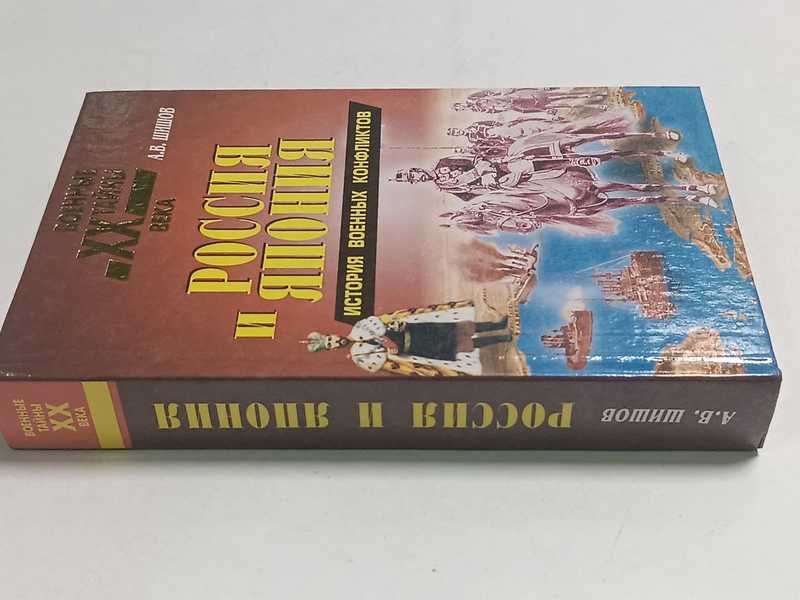 ВОЕННЫЕ
ТАЙНЫ
XX
ВЕКА
А.В. ШИШОВ
РОССИЯ
И ЯПОНИЯ
ИСТОРИЯ ВОЕННЫХ КОНФЛИКТОВ
ВОЕННЫЕ
ТАЙНЫ
XX
ВЕКА
РОССИЯ И ЯПОНИЯ
А.В. ШИШОВ